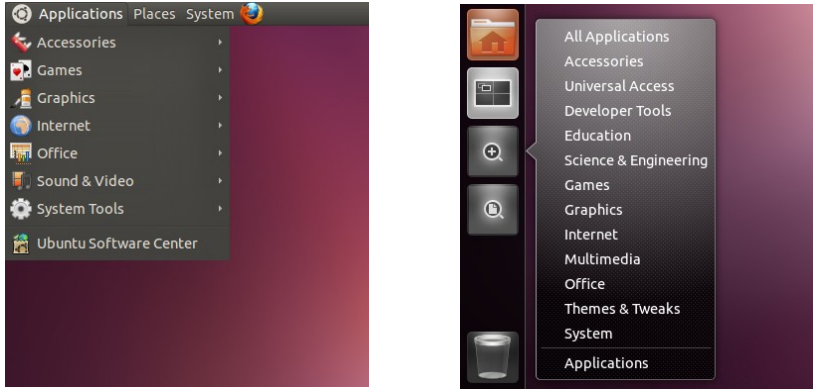 Applications Places System
Accessories
Games
Graphics
Internet
Office
Sound & Video
System Tools
Ubuntu Software Center
All Applications
Accessories
Universal Access
Developer Tools
Education
Science & Engineering
Games
Graphics
Internet
Multimedia
Office
Themes & Tweaks
System
Applications